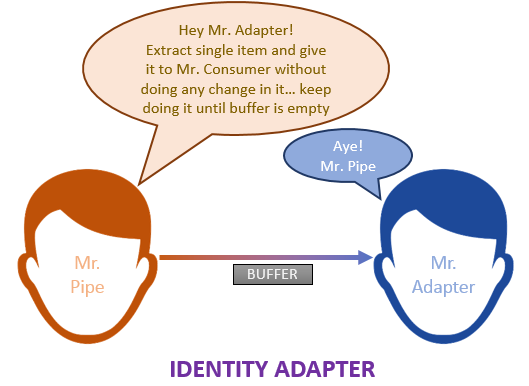 Hey Mr. Adapter!
Extract single item and give
it to Mr. Consumer without
doing any change in it... keep
doing it until buffer is empty
Aye!
Mr. Pipe
Mr.
Pipe
BUFFER
Mr.
Adapter
IDENTITY ADAPTER